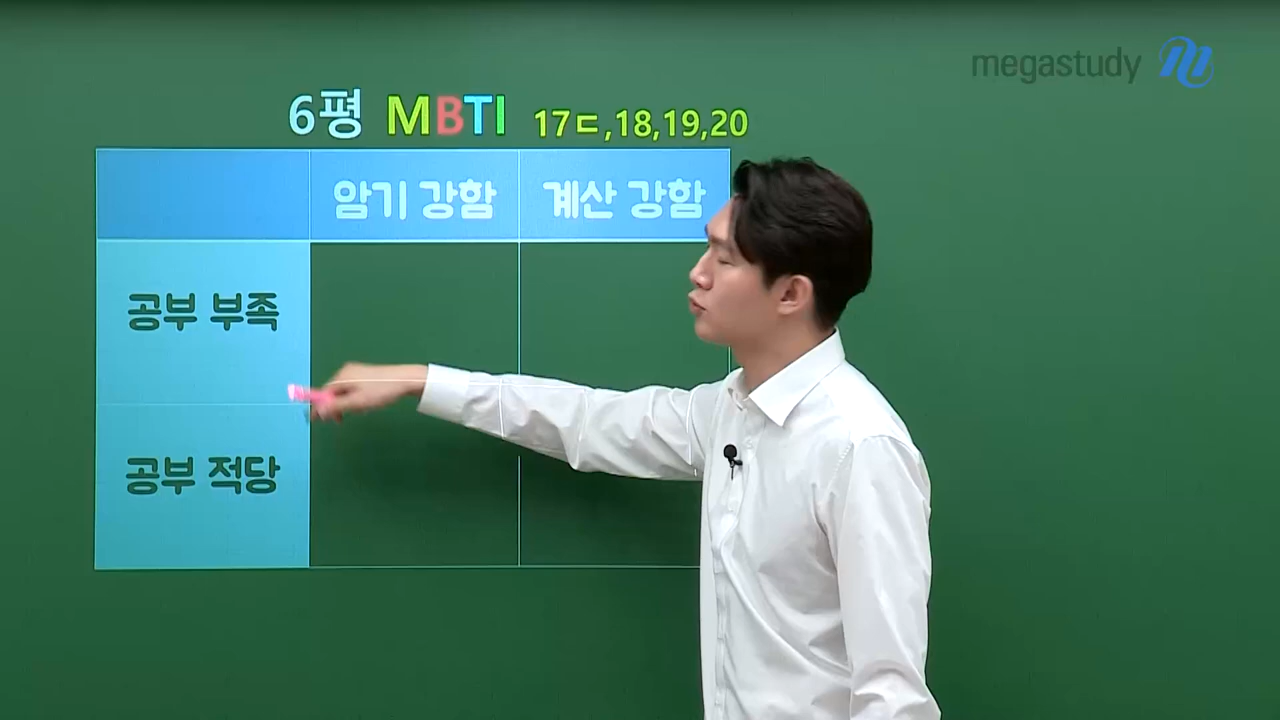 megastudy
6평 MBTI 17ㄷ,18,19,20
암기 강함 계산 강함
공부 부족
공부 적당